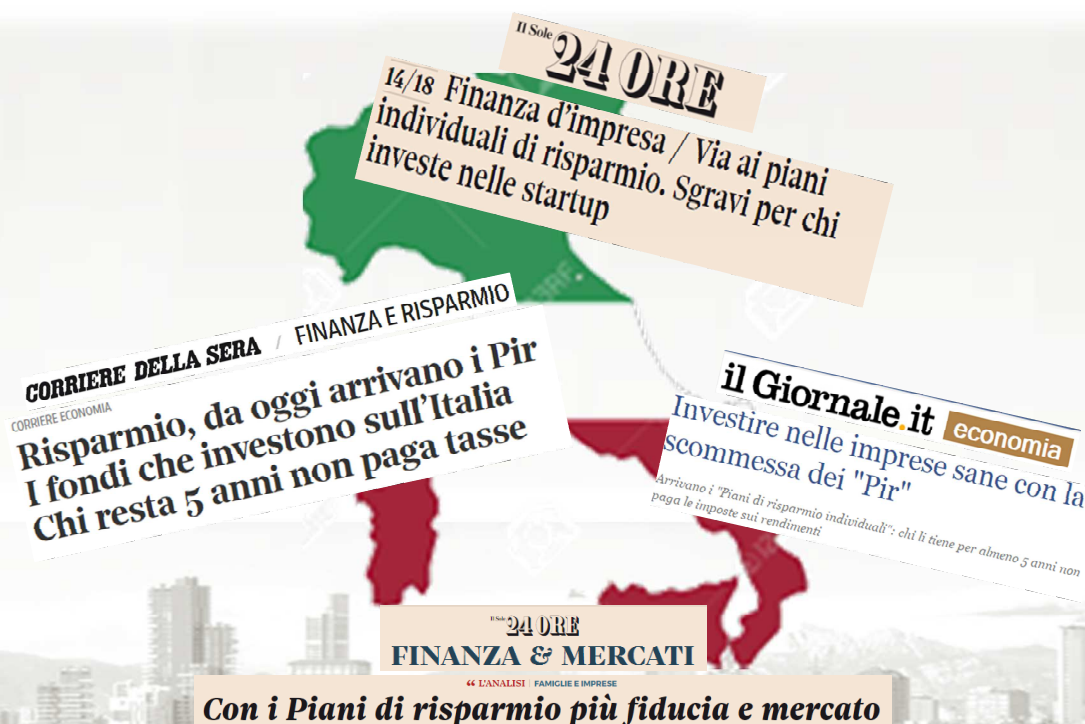 Il Sole
24 ORE
14/18 Finanza d'impresa / Via ai piani
individuali di risparmio. Sgravi per chi
investe nelle startup
CORRIERE DELLA SERA / FINANZA E RISPARMIO
CORRIERE ECONOMIA
Risparmio, da oggi arrivano i Pir
I fondi che investono sull'Italia
Chi resta 5 anni non paga tasse
il Giornale.it economia
Investire nelle imprese sane con la
scommessa dei "Pir"
Arrivano i "Piani di risparmio individuali": chi li tiene per almeno 5 anni non
paga le imposte sui rendimenti
Il Sole 24 ORE
FINANZA & MERCATI
“ L'ANALISI | FAMIGLIE E IMPRESE
Con i Piani di risparmio più fiducia e mercato